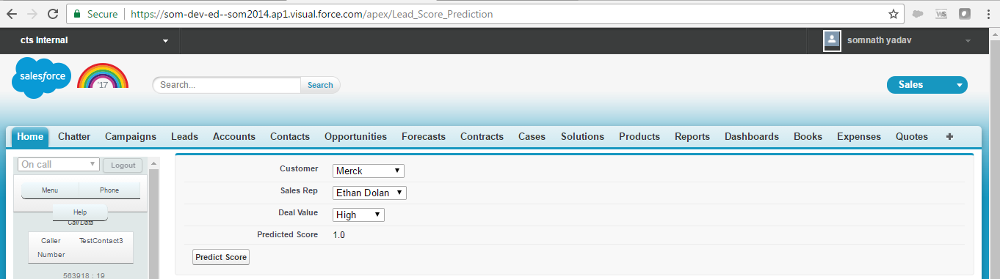 Secure https://som-dev-ed--som2014.ap1.visual.force.com/apex/Lead_Score_Prediction
cts Internal somnath yadav
salesforce '17 Search... Search Sales
Home Chatter Campaigns Leads Accounts Contacts Opportunities Forecasts Contracts Cases Solutions Products Reports Dashboards Books Expenses Quotes +
On call Logout
Menu Phone
Help
Call Data
Caller TestContact3
Number
563918 : 19
Customer Merck
Sales Rep Ethan Dolan
Deal Value High
Predicted Score 1.0
Predict Score